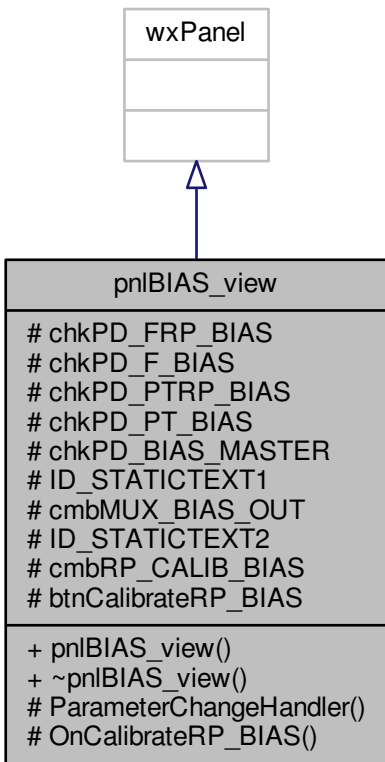 wxPanel
pnlBIAS_view
# chkPD_FRP_BIAS
# chkPD_F_BIAS
# chkPD_PTRP_BIAS
# chkPD_PT_BIAS
# chkPD_BIAS_MASTER
# ID_STATICTEXT1
# cmbMUX_BIAS_OUT
# ID_STATICTEXT2
# cmbRP_CALIB_BIAS
# btnCalibrateRP_BIAS
+ pnlBIAS_view()
+ ~pnlBIAS_view()
# ParameterChangeHandler()
# OnCalibrateRP_BIAS()